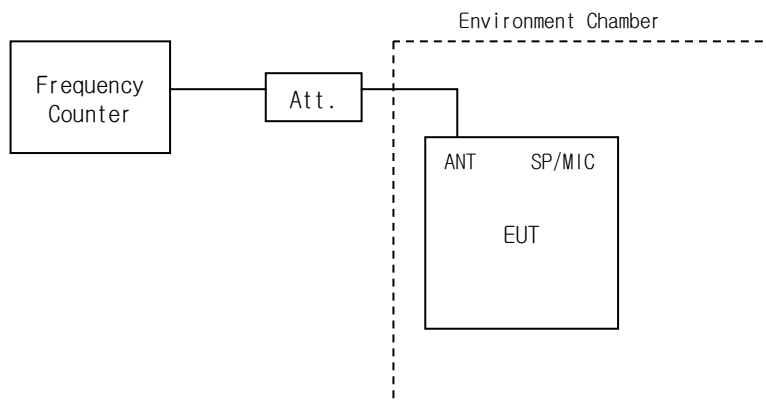 Environment Chamber
Frequency
Counter
Att.
ANT SP/MIC
EUT